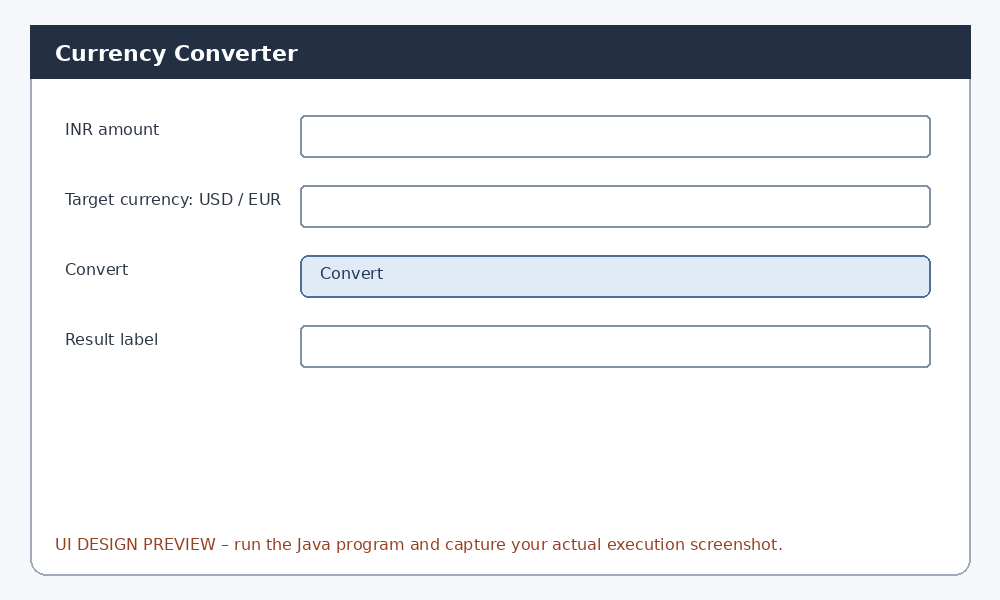 Currency Converter
INR amount
Target currency: USD / EUR
Convert
Convert
Result label
UI DESIGN PREVIEW – run the Java program and capture your actual execution screenshot.